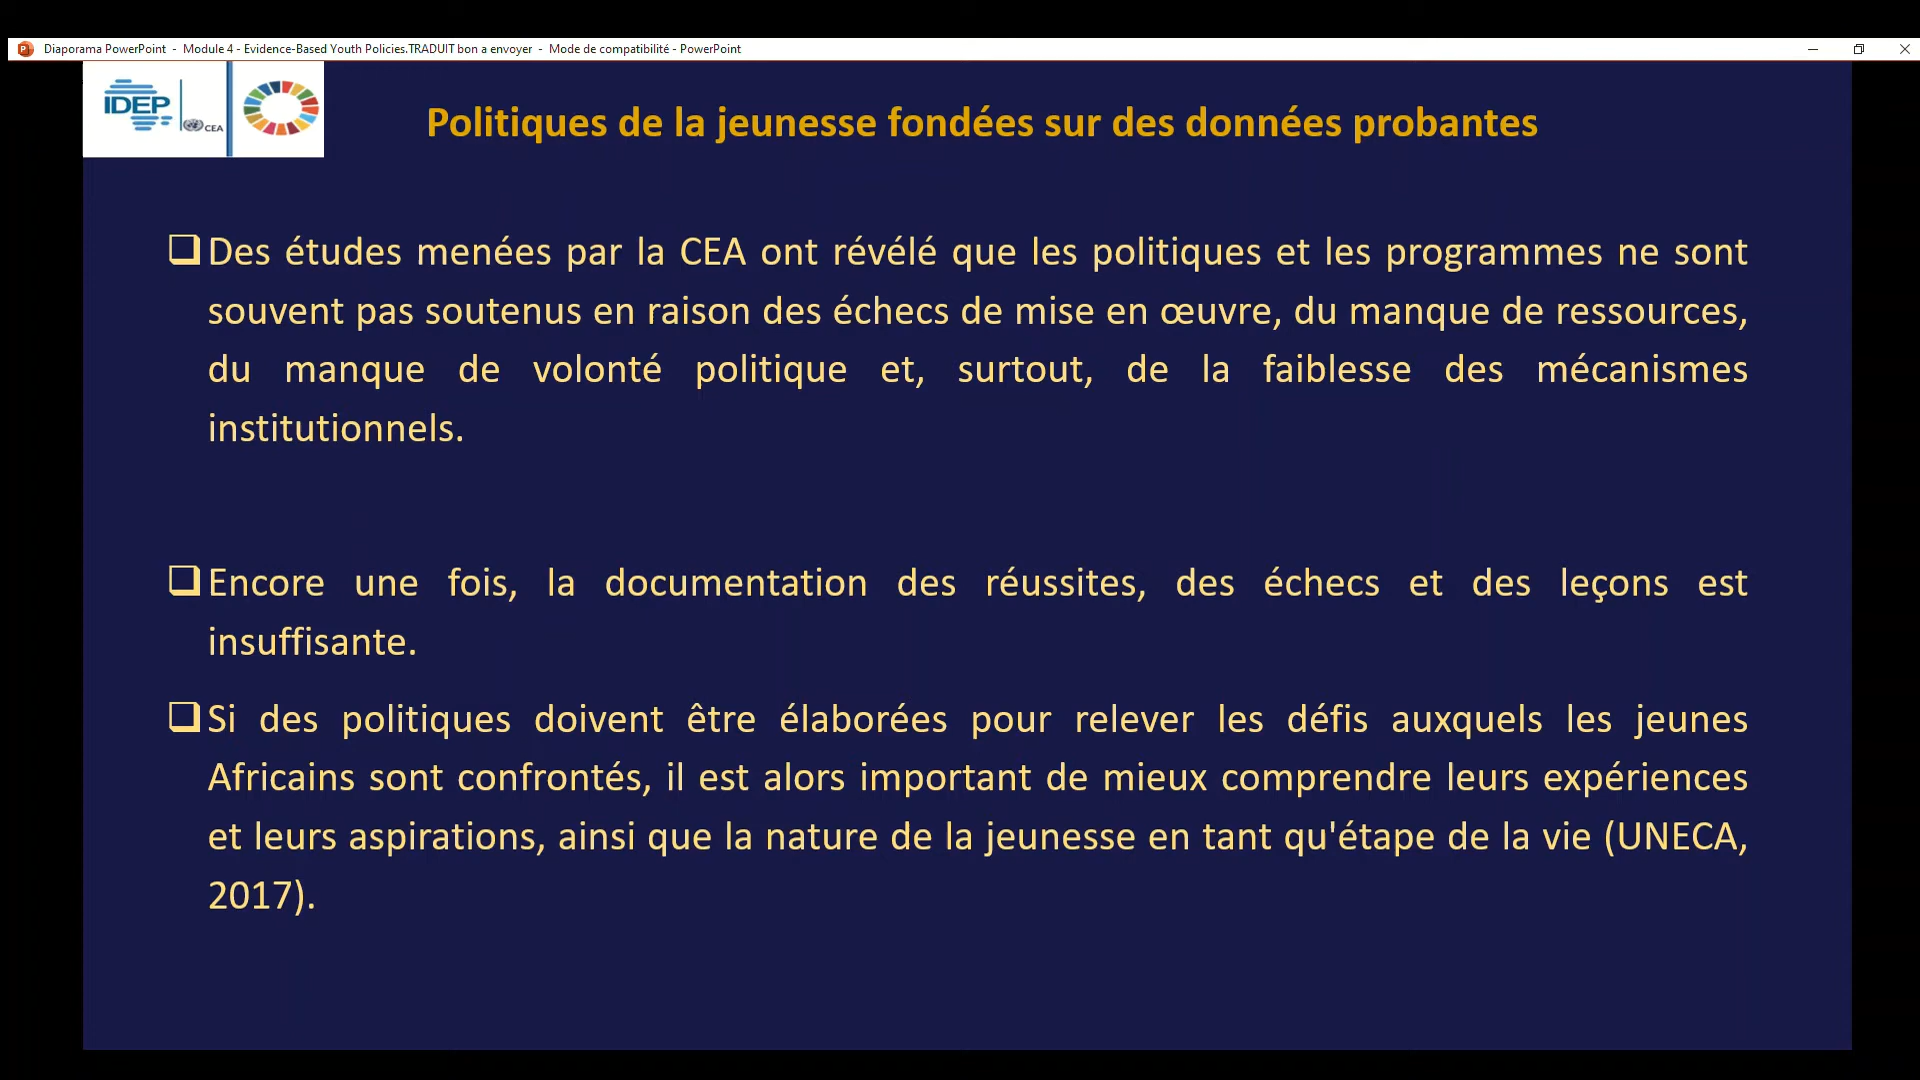 Diaporama PowerPoint - Module 4 - Evidence-Based Youth Policies.TRADUIT bon a envoyer - Mode de compatibilité - PowerPoint
IDEP
CEA
Politiques de la jeunesse fondées sur des données probantes
Des études menées par la CEA ont révélé que les politiques et les programmes ne sont
souvent pas soutenus en raison des échecs de mise en œuvre, du manque de ressources,
du manque de volonté politique et, surtout, de la faiblesse des mécanismes
institutionnels.
Encore une fois, la documentation des réussites, des échecs et des leçons est
insuffisante.
Si des politiques doivent être élaborées pour relever les défis auxquels les jeunes
Africains sont confrontés, il est alors important de mieux comprendre leurs expériences
et leurs aspirations, ainsi que la nature de la jeunesse en tant qu'étape de la vie (UNECA,
2017).